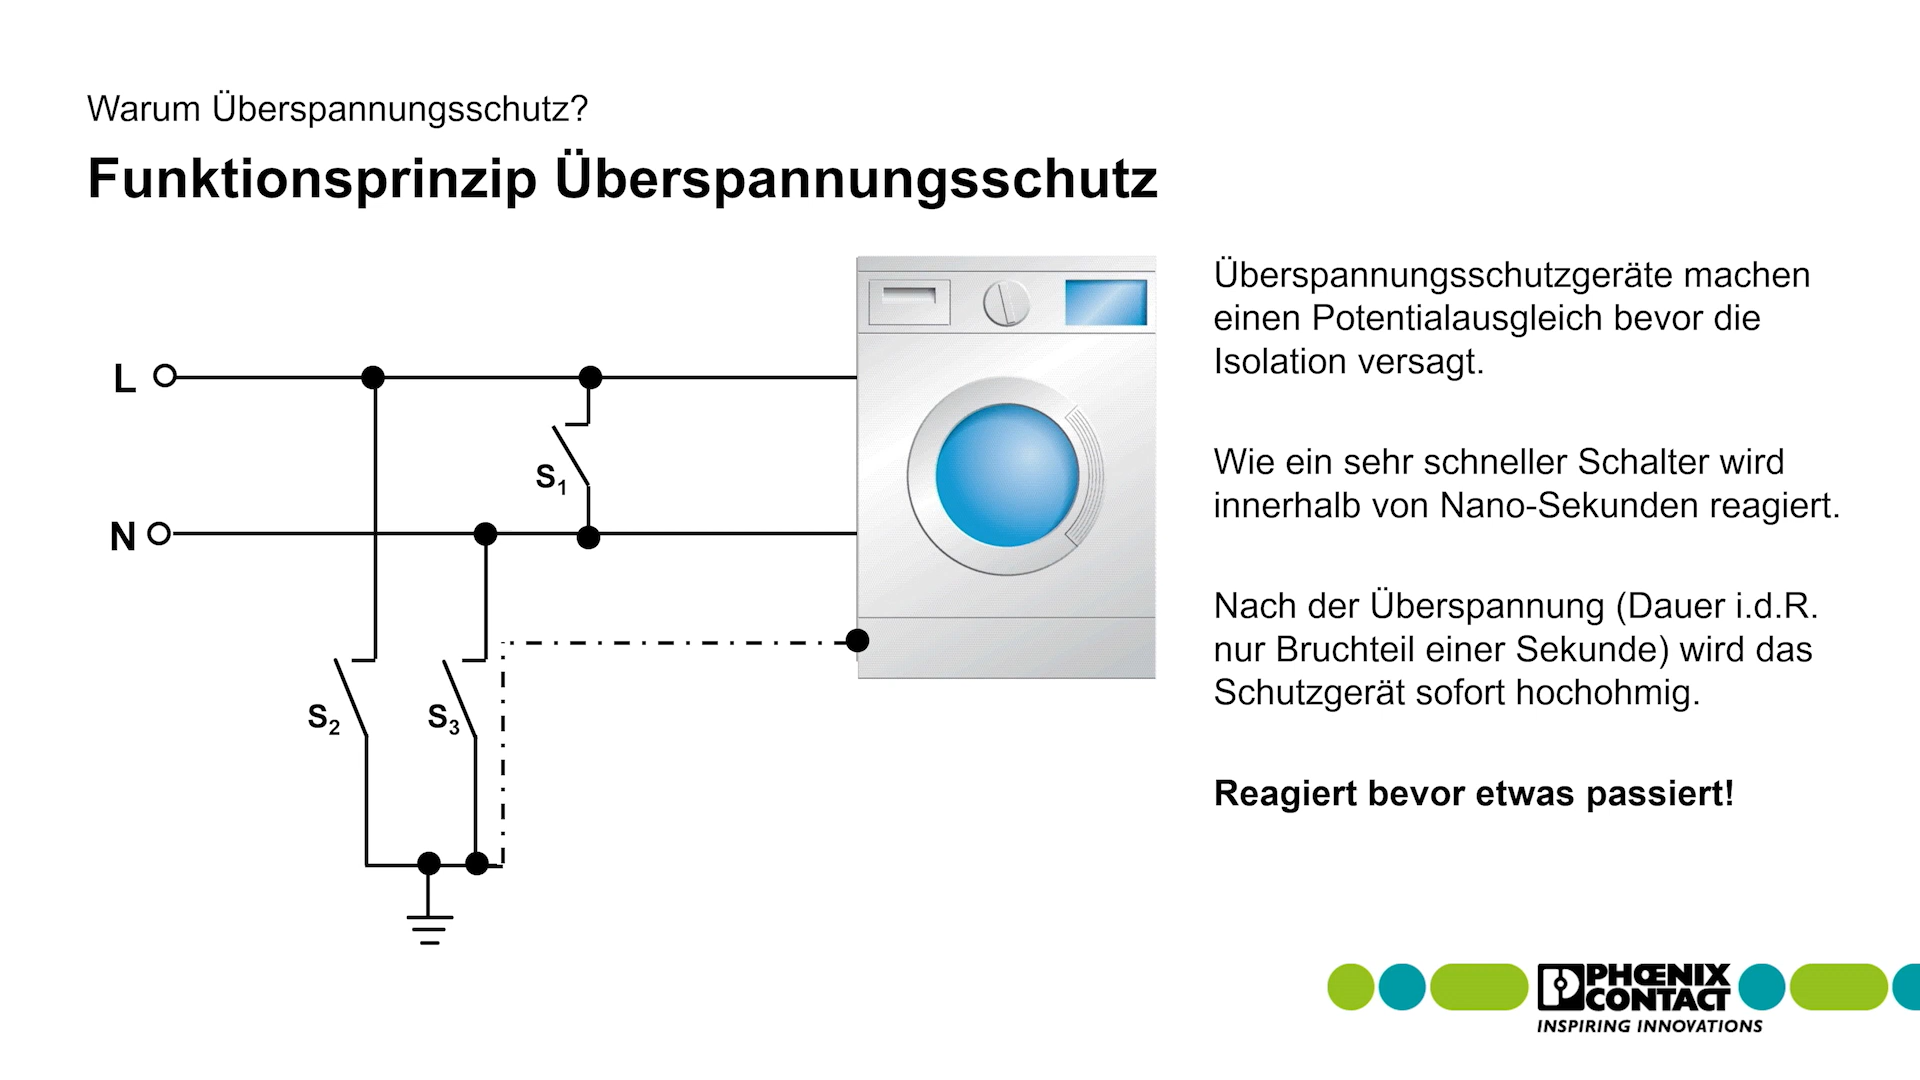 Warum Überspannungsschutz?
Funktionsprinzip Überspannungsschutz
L
N
S1
S2
S3
Überspannungsschutzgeräte machen
einen Potentialausgleich bevor die
Isolation versagt.
Wie ein sehr schneller Schalter wird
innerhalb von Nano-Sekunden reagiert.
Nach der Überspannung (Dauer i.d.R.
nur Bruchteil einer Sekunde) wird das
Schutzgerät sofort hochohmig.
Reagiert bevor etwas passiert!
PHŒNIX
CONTACT
INSPIRING INNOVATIONS